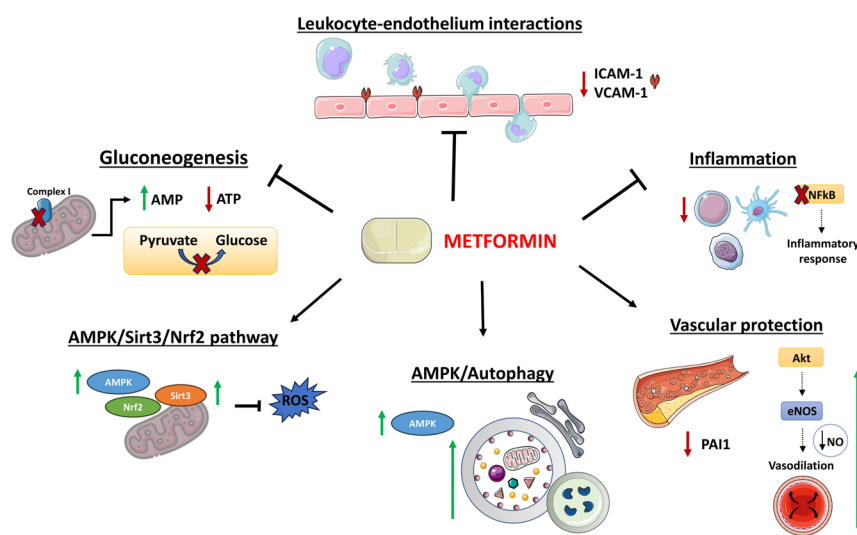 Leukocyte-endothelium interactions
ICAM-1
VCAM-1
Gluconeogenesis
Complex I
AMP ATP
Pyruvate Glucose
Inflammation
NFkB
Inflammatory
response
METFORMIN
AMPK/Sirt3/Nrf2 pathway
AMPK
Sirt3
Nrf2
ROS
AMPK/Autophagy
AMPK
Vascular protection
Akt
eNOS
NO
PAI1
Vasodilation